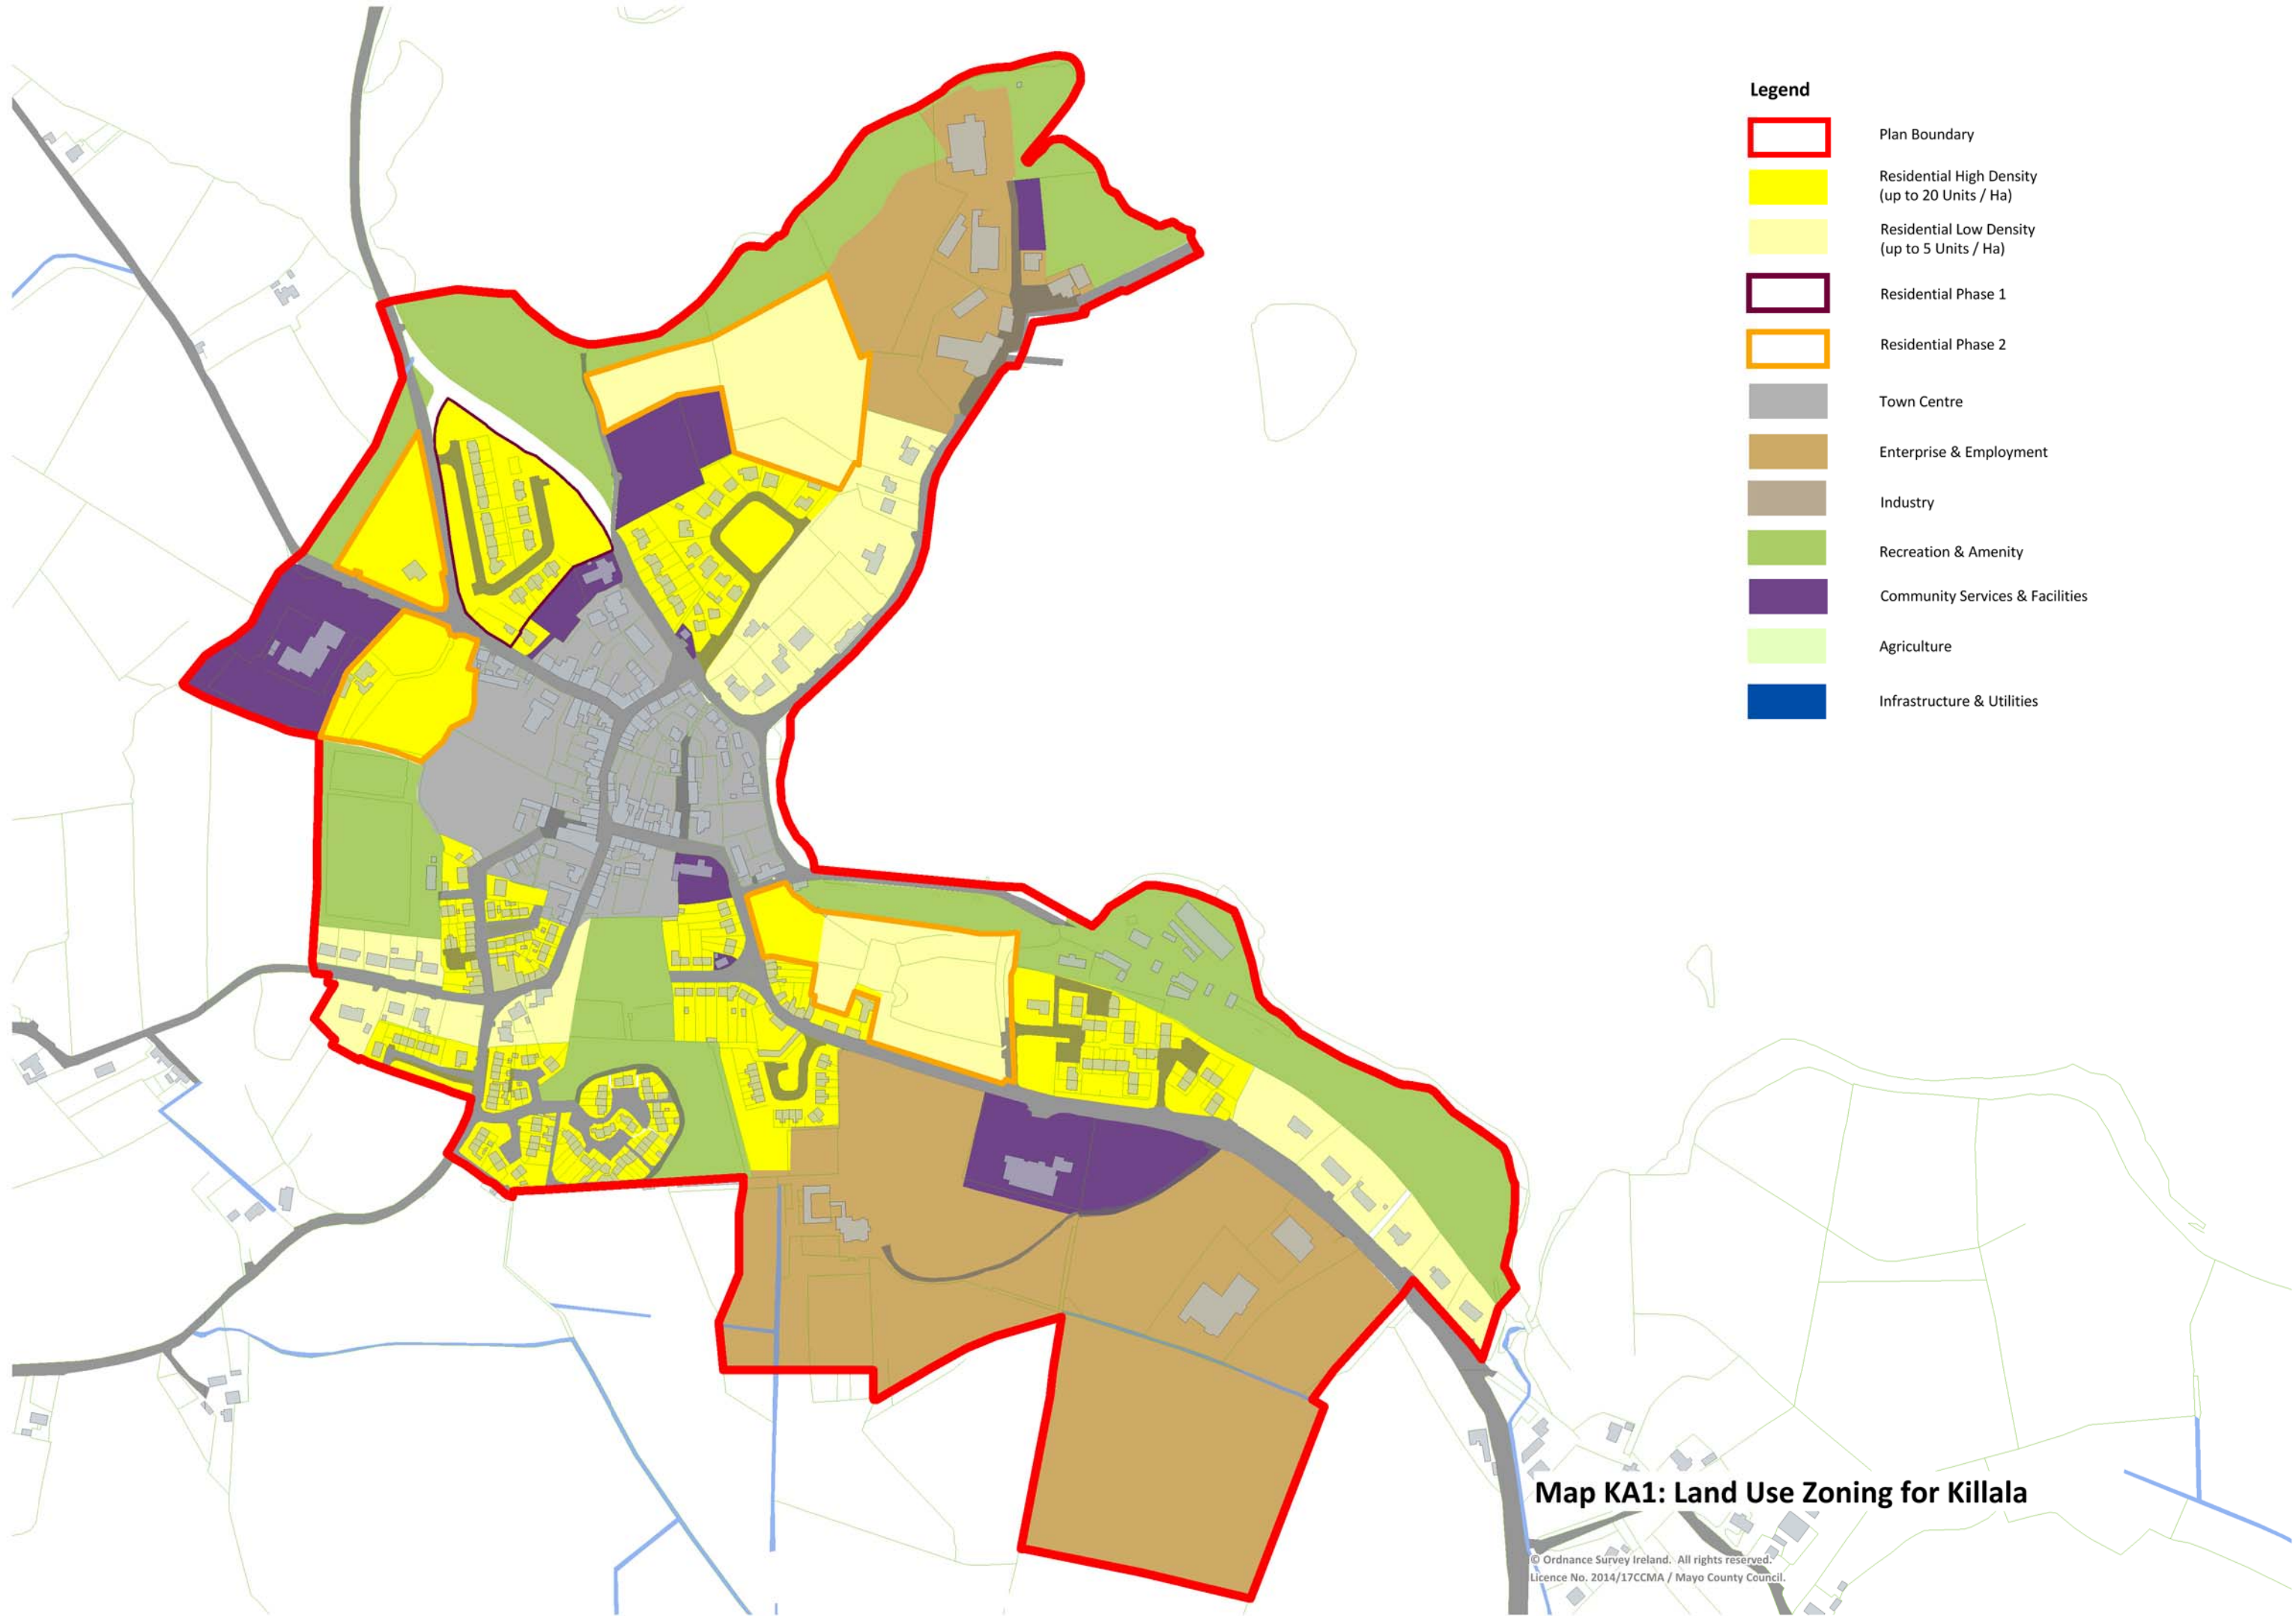 Legend
Plan Boundary
Residential High Density
(up to 20 Units / Ha)
Residential Low Density
(up to 5 Units / Ha)
Residential Phase 1
Residential Phase 2
Town Centre
Enterprise & Employment
Industry
Recreation & Amenity
Community Services & Facilities
Agriculture
Infrastructure & Utilities
Map KA1: Land Use Zoning for Killala
© Ordnance Survey Ireland. All rights reserved.
Licence No. 2014/17CCMA / Mayo County Council.